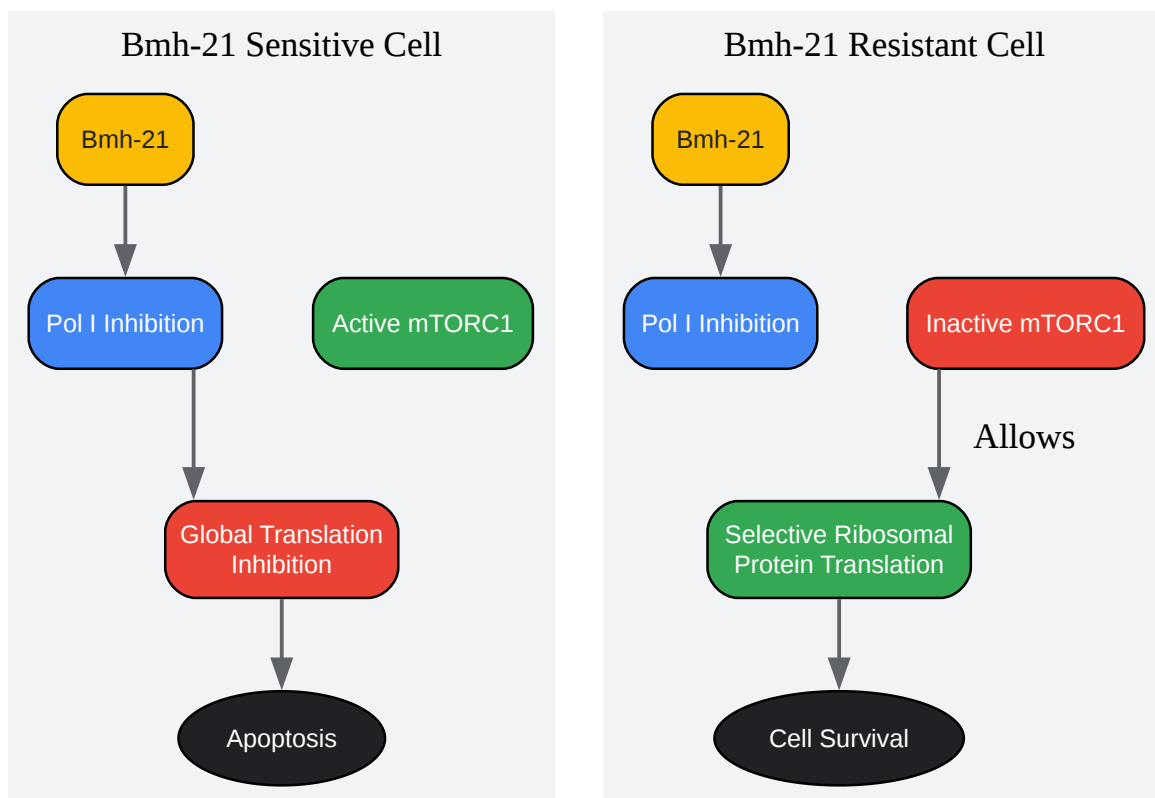 Bmh-21 Sensitive Cell
Bmh-21
Pol I Inhibition
Active mTORC1
Global Translation
Inhibition
Apoptosis
Bmh-21 Resistant Cell
Bmh-21
Pol I Inhibition
Inactive mTORC1
Allows
Selective Ribosomal
Protein Translation
Cell Survival